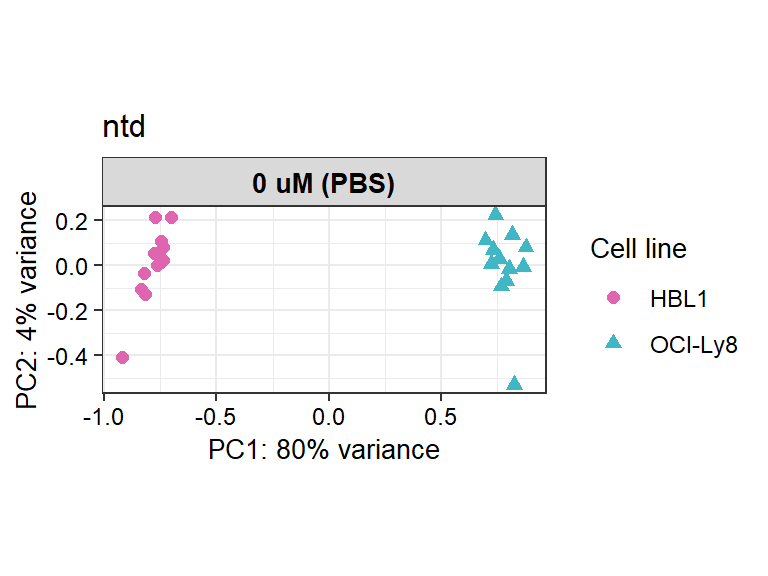 ntd
0 uM (PBS)
PC2: 4% variance
0.2
0.0
-0.2
-0.4
-1.0 -0.5 0.0 0.5
PC1: 80% variance
Cell line
HBL1
OCI-Ly8